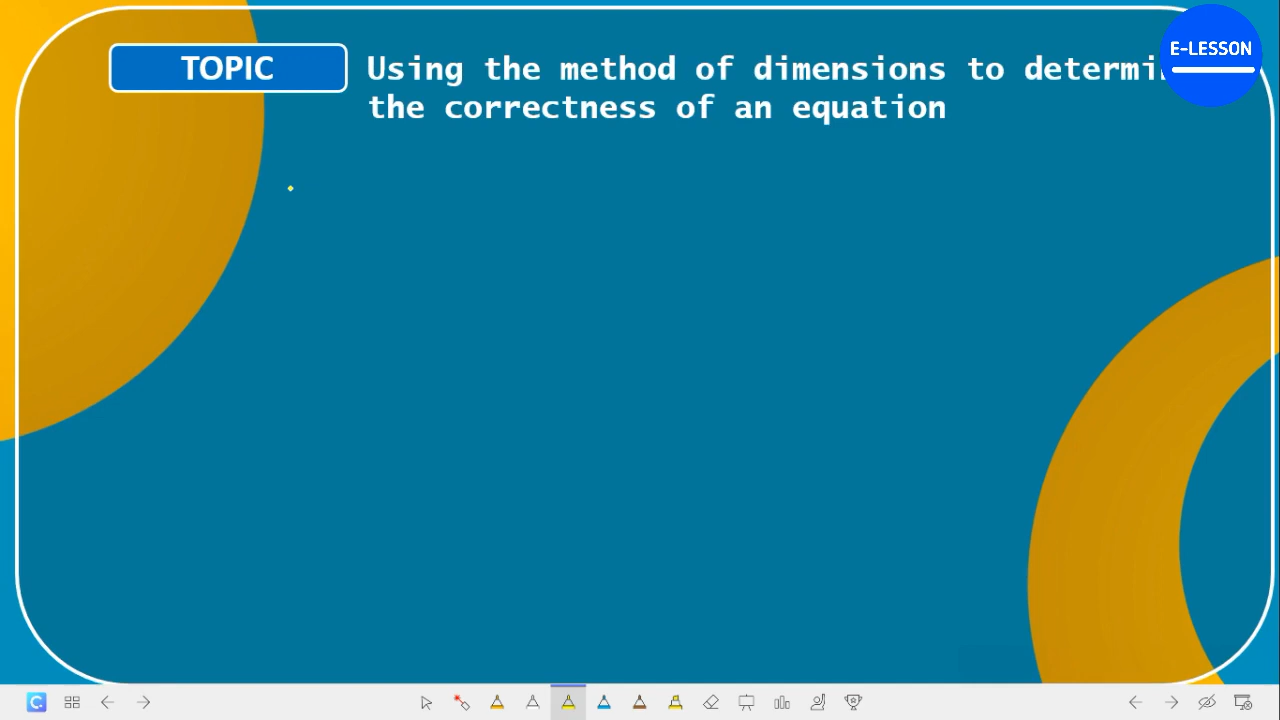 TOPIC
Using the method of dimensions to determi
the correctness of an equation
E-LESSON